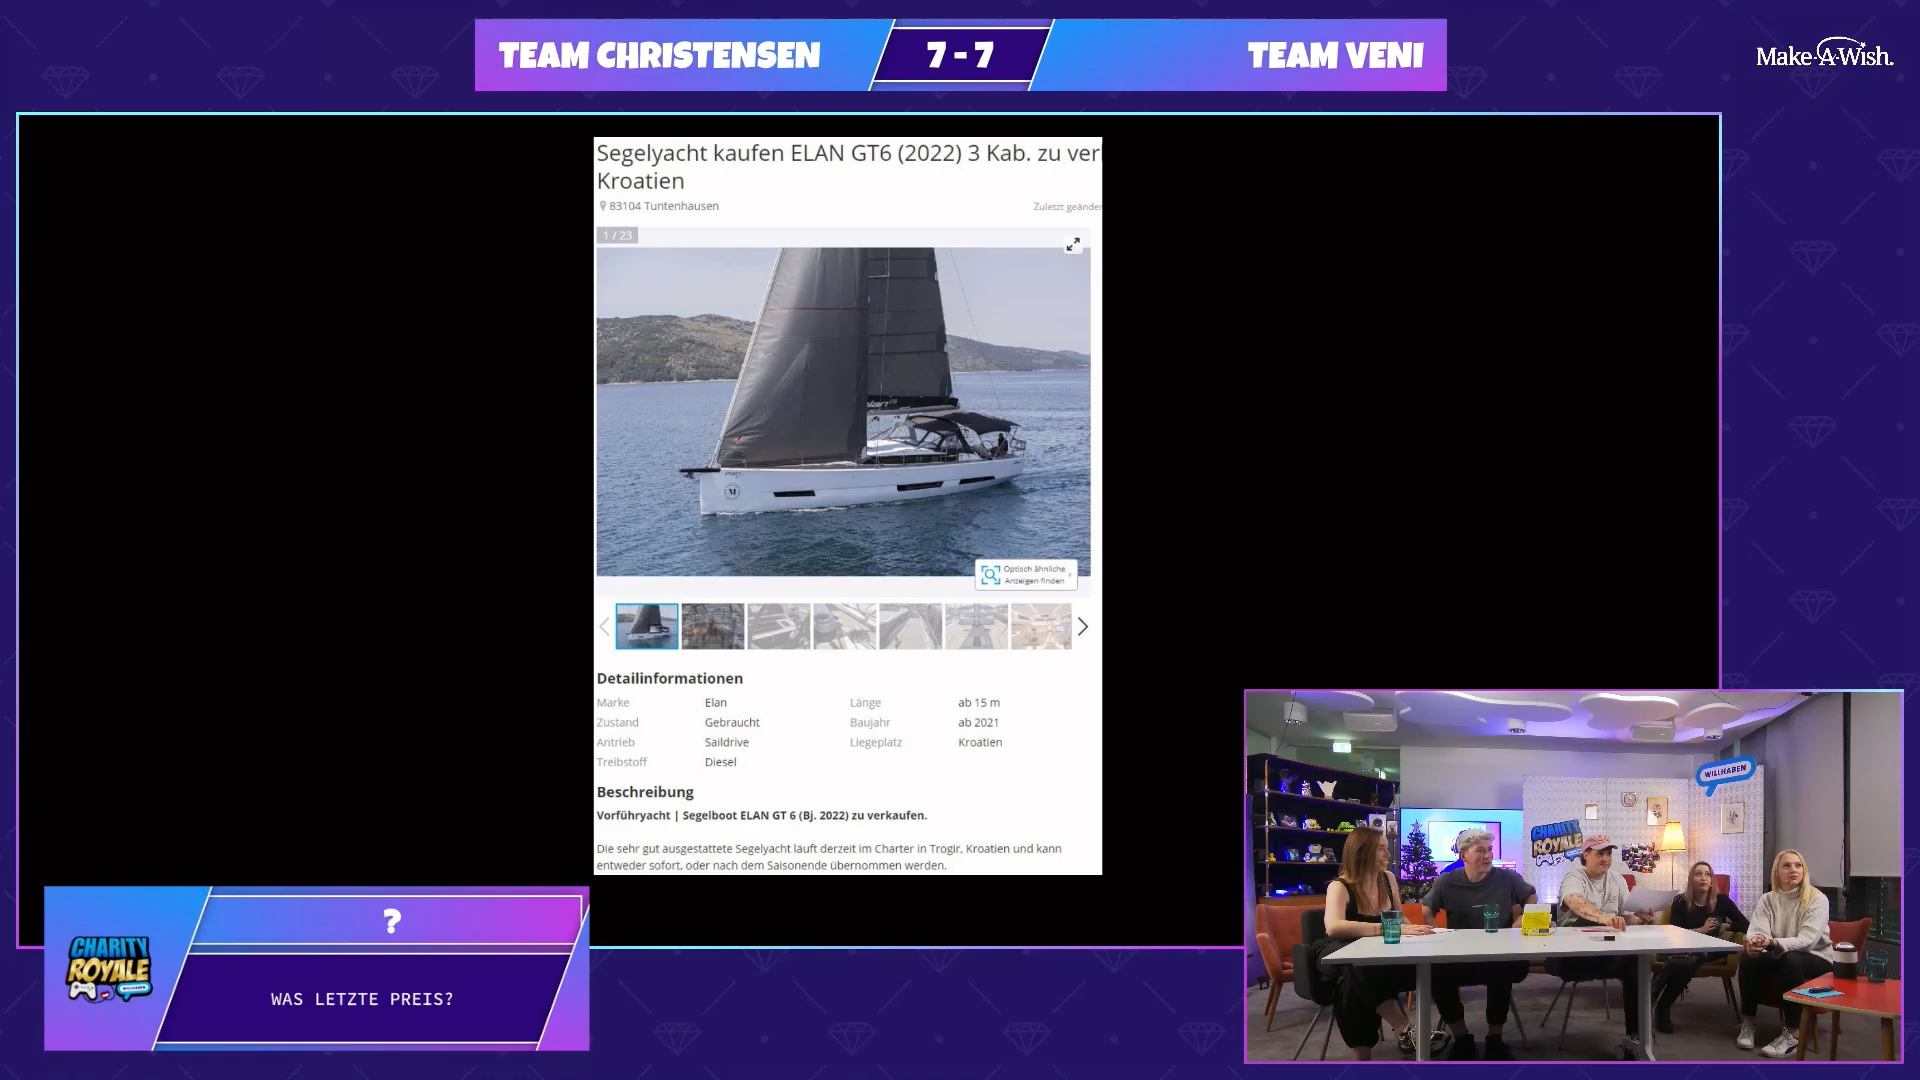 TEAM CHRISTENSEN
7 - 7
TEAM VENI
Make-A-Wish.
Segelyacht kaufen ELAN GT6 (2022) 3 Kab. zu ver
Kroatien
83104 Tuntenhausen
Zuletzt geänder
1 / 23
Optisch ähnliche
Anzeigen finden
Detailinformationen
Marke
Elan
Länge
ab 15 m
Zustand
Gebraucht
Baujahr
ab 2021
Antrieb
Saildrive
Liegeplatz
Kroatien
Treibstoff
Diesel
Beschreibung
Vorführyacht | Segelboot ELAN GT 6 (Bj. 2022) zu verkaufen.
Die sehr gut ausgestattete Segelyacht läuft derzeit im Charter in Trogir, Kroatien und kann
entweder sofort, oder nach dem Saisonende übernommen werden.
WILLHABEN
CHARITY
ROYALE
?
CHARITY
ROYALE
WILLHABEN
WAS LETZTE PREIS?